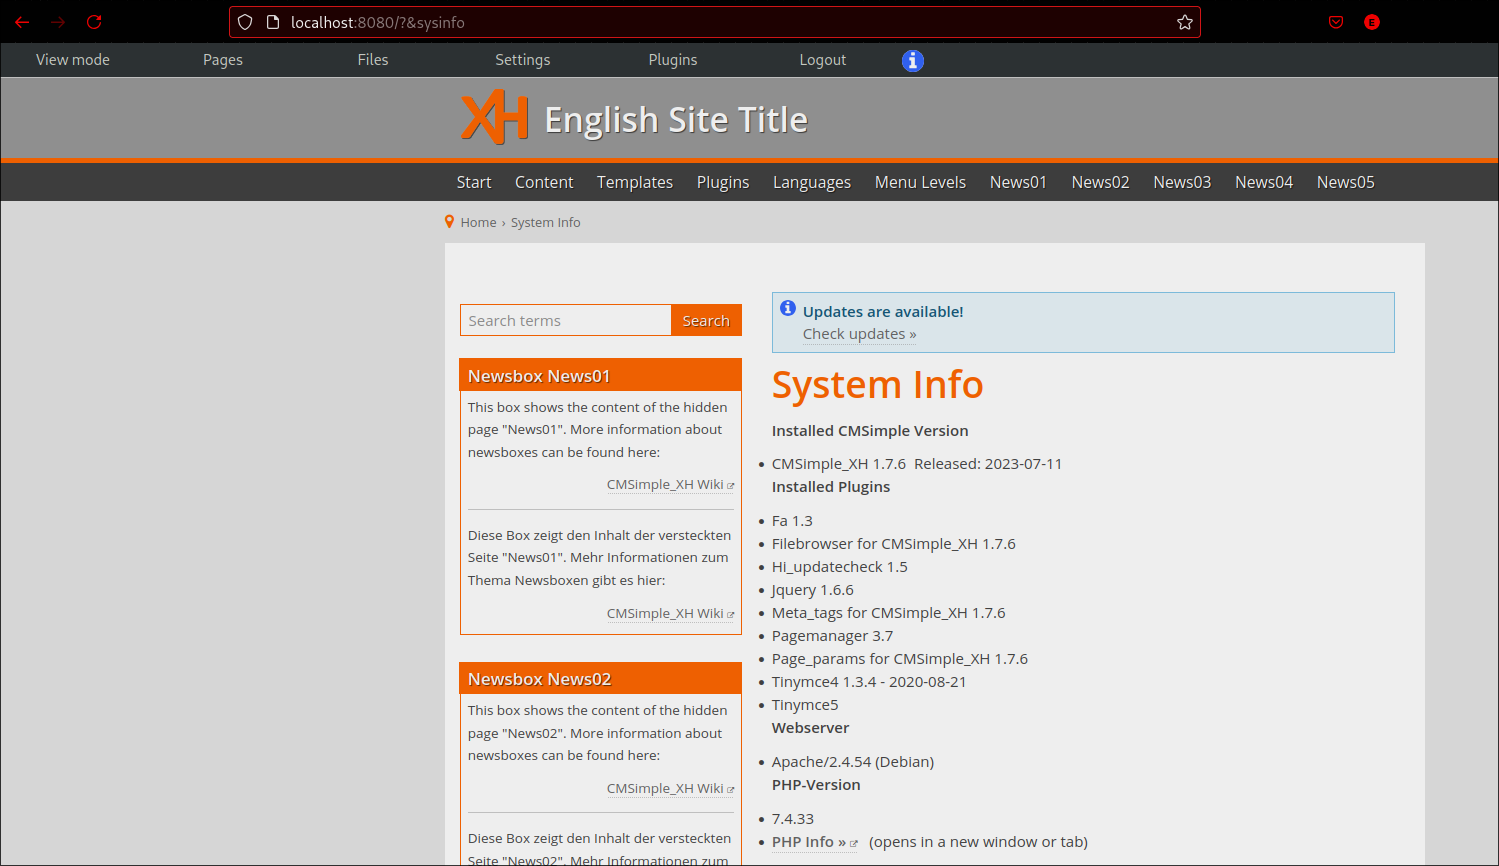 localhost:8080/?&sysinfo
E
View mode Pages Files Settings Plugins Logout
XH English Site Title
Start Content Templates Plugins Languages Menu Levels News01 News02 News03 News04 News05
Home › System Info
Search terms Search
Newsbox News01
This box shows the content of the hidden
page "News01". More information about
newsboxes can be found here:
CMSimple_XH Wiki
Diese Box zeigt den Inhalt der versteckten
Seite "News01". Mehr Informationen zum
Thema Newsboxen gibt es hier:
CMSimple_XH Wiki
Newsbox News02
This box shows the content of the hidden
page "News02". More information about
newsboxes can be found here:
CMSimple_XH Wiki
Diese Box zeigt den Inhalt der versteckten
Seite "News02". Mehr Informationen zum
Updates are available!
Check updates »
System Info
Installed CMSimple Version
• CMSimple_XH 1.7.6 Released: 2023-07-11
Installed Plugins
• Fa 1.3
• Filebrowser for CMSimple_XH 1.7.6
• Hi_updatecheck 1.5
• Jquery 1.6.6
• Meta_tags for CMSimple_XH 1.7.6
• Pagemanager 3.7
• Page_params for CMSimple_XH 1.7.6
• Tinymce4 1.3.4 - 2020-08-21
• Tinymce5
Webserver
• Apache/2.4.54 (Debian)
PHP-Version
• 7.4.33
• PHP Info » (opens in a new window or tab)